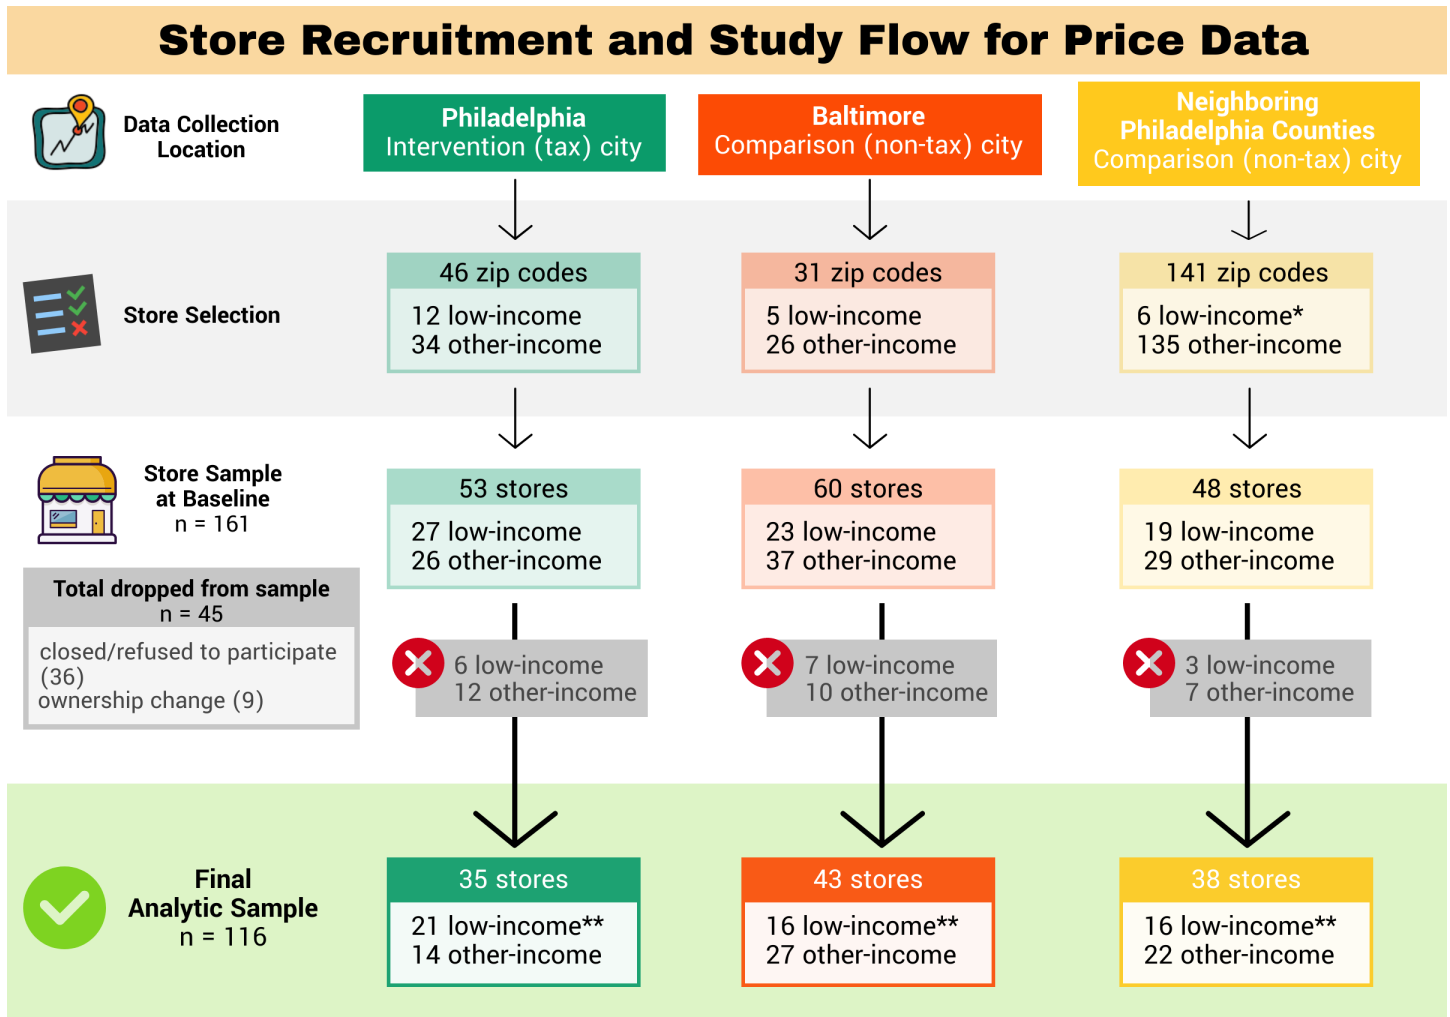 Store Recruitment and Study Flow for Price Data
Data Collection
Location
Philadelphia
Intervention (tax) city
Baltimore
Comparison (non-tax) city
Neighboring
Philadelphia Counties
Comparison (non-tax) city
Store Selection
46 zip codes
12 low-income
34 other-income
31 zip codes
5 low-income
26 other-income
141 zip codes
6 low-income*
135 other-income
Store Sample
at Baseline
n = 161
53 stores
27 low-income
26 other-income
60 stores
23 low-income
37 other-income
48 stores
19 low-income
29 other-income
Total dropped from sample
n = 45
closed/refused to participate
(36)
ownership change (9)
6 low-income
12 other-income
7 low-income
10 other-income
3 low-income
7 other-income
Final
Analytic Sample
n = 116
35 stores
21 low-income**
14 other-income
43 stores
16 low-income**
27 other-income
38 stores
16 low-income**
22 other-income